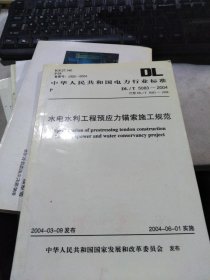 DL
中华人民共和国电力行业标准
P
DL/T 5083—2004
水电水利工程预应力锚索施工规范
Specification of prestressing tendon construction
power and water conservancy project
2004-03-09发布
2004-06-01实施
中华人民共和国国家发展和改革委员会 发布